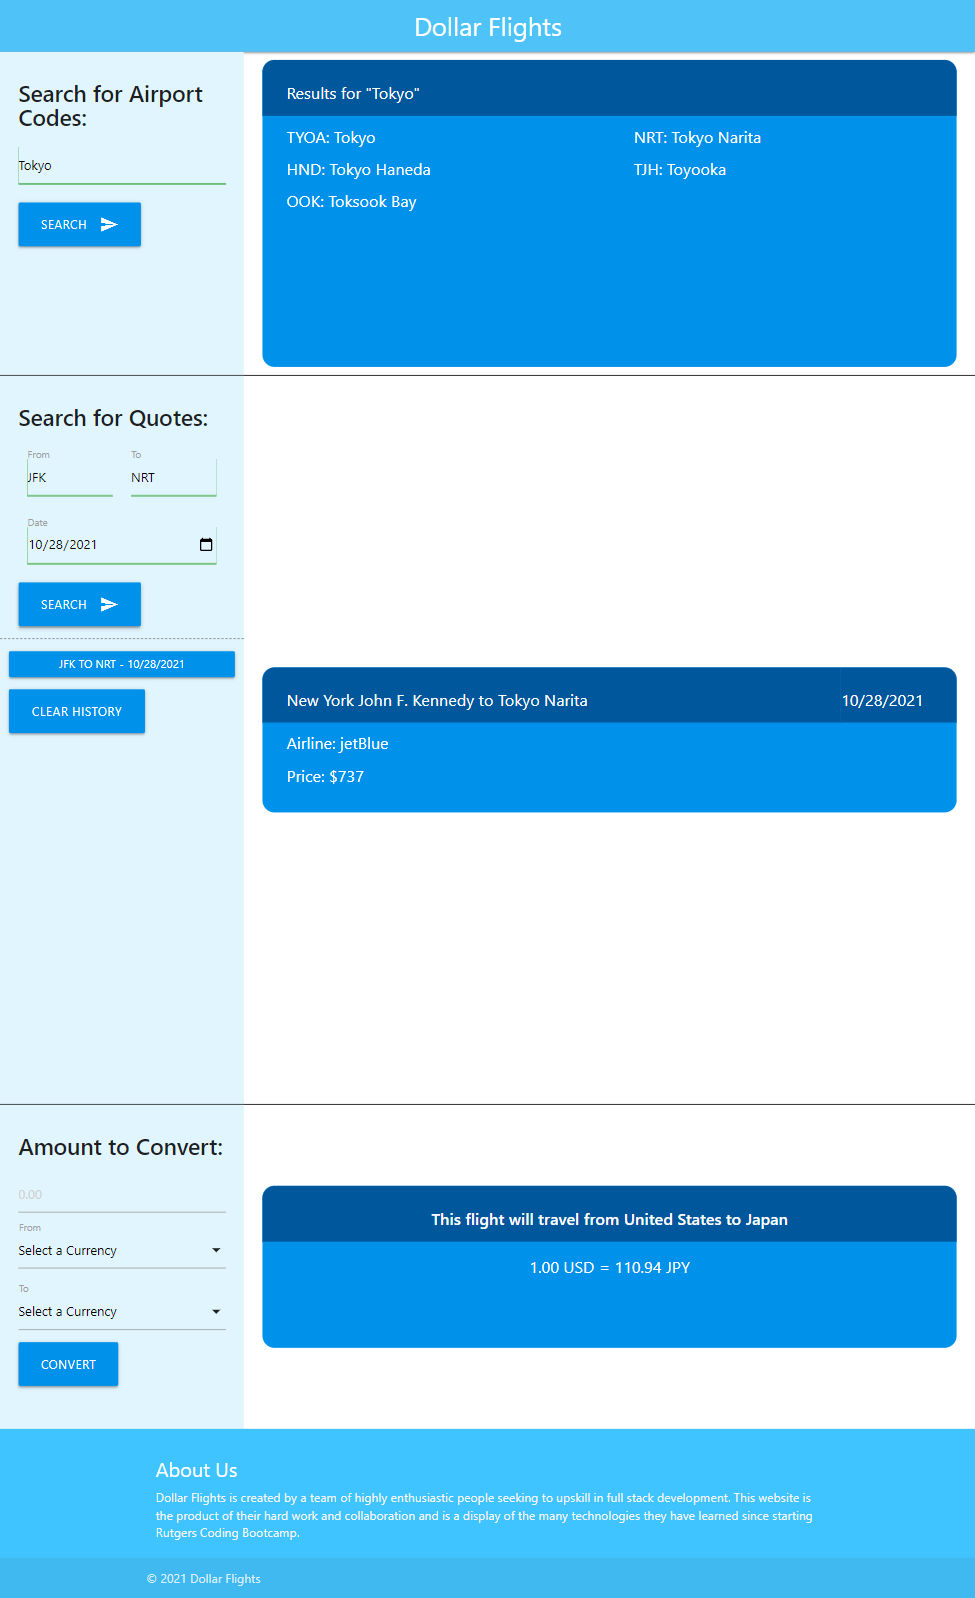 Dollar Flights
Search for Airport
Codes:
Tokyo
SEARCH
Results for "Tokyo"
TYOA: Tokyo
NRT: Tokyo Narita
HND: Tokyo Haneda
TJH: Toyooka
OOK: Toksook Bay
Search for Quotes:
From
To
JFK
NRT
Date
10/28/2021
SEARCH
JFK TO NRT - 10/28/2021
CLEAR HISTORY
New York John F. Kennedy to Tokyo Narita
10/28/2021
Airline: jetBlue
Price: $737
Amount to Convert:
0.00
From
Select a Currency
To
Select a Currency
CONVERT
This flight will travel from United States to Japan
1.00 USD = 110.94 JPY
About Us
Dollar Flights is created by a team of highly enthusiastic people seeking to upskill in full stack development. This website is
the product of their hard work and collaboration and is a display of the many technologies they have learned since starting
Rutgers Coding Bootcamp.
© 2021 Dollar Flights